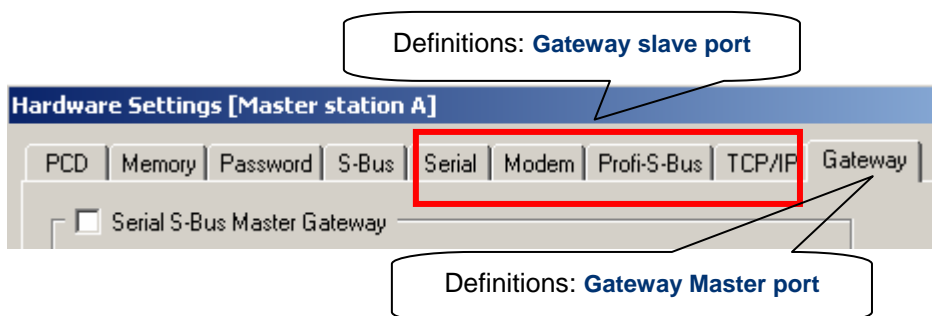 Definitions: Gateway slave port
Hardware Settings [Master station A]
PCD Memory Password S-Bus Serial Modem Profi-S-Bus TCP/IP Gateway
Serial S-Bus Master Gateway
Definitions: Gateway Master port